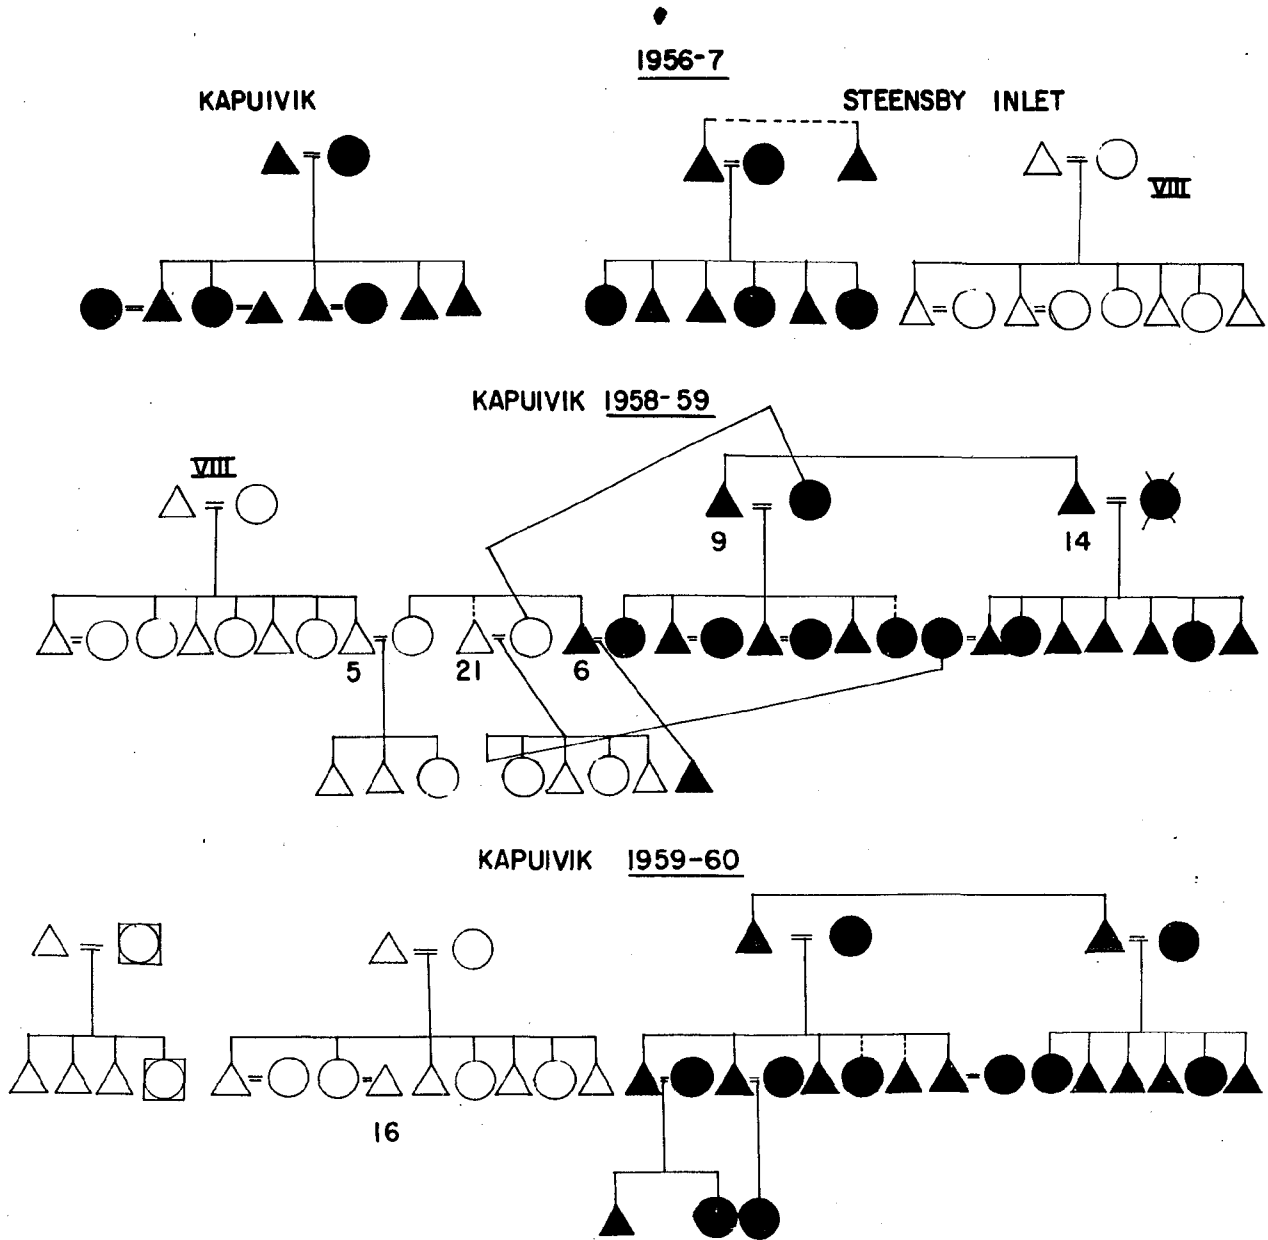 1956-7
KAPUIVIK
STEENSBY INLET
VIII
KAPUIVIK 1958-59
VIII
9
14
5
21
6
KAPUIVIK 1959-60
16